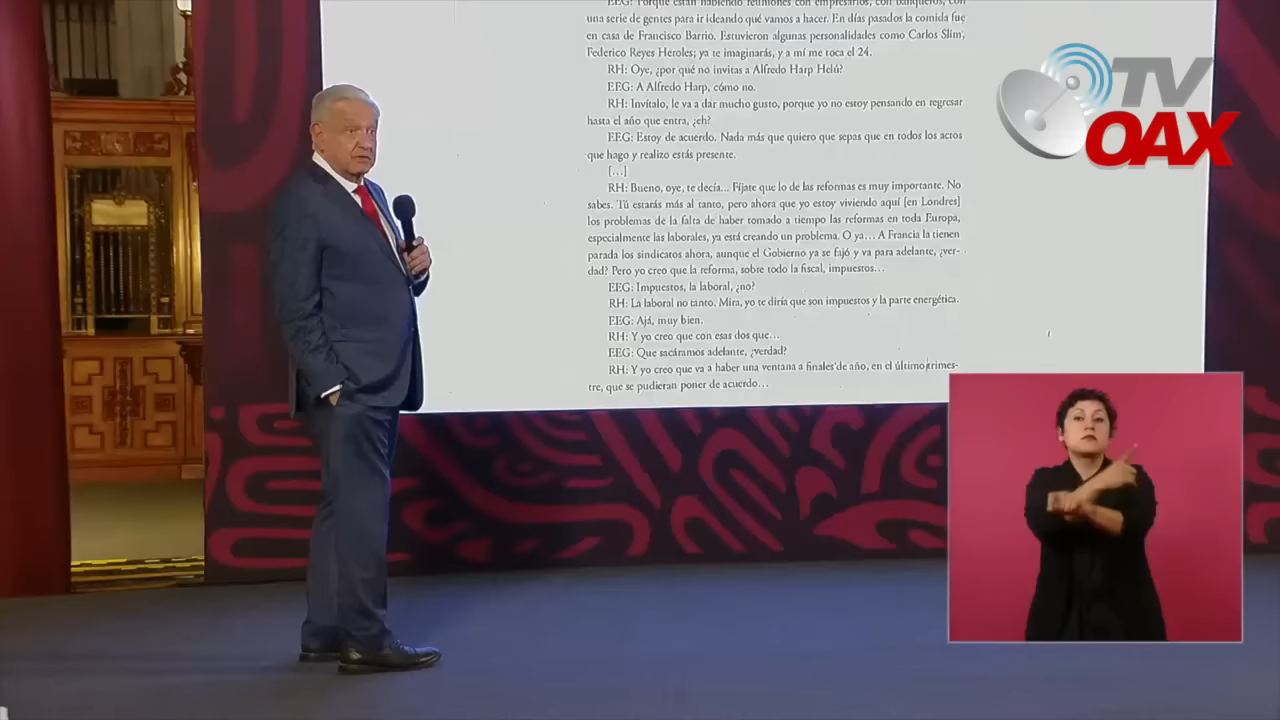 EEG: Porque están habiendo reuniones con empresarios, con banqueros, con
una serie de gentes para ir ideando qué vamos a hacer. En días pasados la comida fue
en casa de Francisco Barrio. Estuvieron algunas personalidades como Carlos Slim,
Federico Reyes Heroles; ya te imaginarás, y a mí me toca el 24.
RH: Oye, ¿por qué no invitas a Alfredo Harp Helú?
EEG: A Alfredo Harp, cómo no.
RH: Invítalo, le va a dar mucho gusto, porque yo no estoy pensando en regresar
hasta el año que entra, ¿eh?
EEG: Estoy de acuerdo. Nada más que quiero que sepas que en todos los actos
que hago y realizo estás presente.
[…]
RH: Bueno, oye, te decía... Fíjate que lo de las reformas es muy importante. No
sabes. Tú estarás más al tanto, pero ahora que yo estoy viviendo aquí [en Londres]
los problemas de la falta de haber tomado a tiempo las reformas en toda Europa,
especialmente las laborales, ya está creando un problema. O ya... A Francia la tienen
parada los sindicatos ahora, aunque el Gobierno ya se fajó y va para adelante, ¿ver-
dad? Pero yo creo que la reforma, sobre todo la fiscal, impuestos...
EEG: Impuestos, la laboral, ¿no?
RH: La laboral no tanto. Mira, yo te diría que son impuestos y la parte energética.
EEG: Ajá, muy bien.
RH: Y yo creo que con esas dos que...
EEG: Que sacáramos adelante, ¿verdad?
RH: Y yo creo que va a haber una ventana a finales de año, en el último trimes-
tre, que se pudieran poner de acuerdo...
TV
OAX